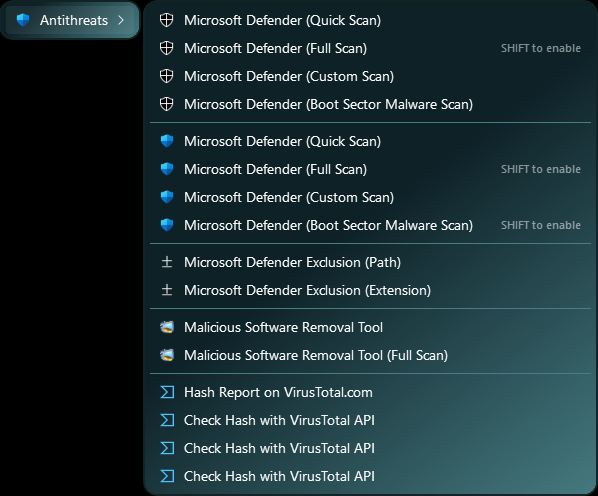 Antithreats
Microsoft Defender (Quick Scan)
Microsoft Defender (Full Scan) SHIFT to enable
Microsoft Defender (Custom Scan)
Microsoft Defender (Boot Sector Malware Scan)
Microsoft Defender (Quick Scan)
Microsoft Defender (Full Scan) SHIFT to enable
Microsoft Defender (Custom Scan)
Microsoft Defender (Boot Sector Malware Scan) SHIFT to enable
Microsoft Defender Exclusion (Path)
Microsoft Defender Exclusion (Extension)
Malicious Software Removal Tool
Malicious Software Removal Tool (Full Scan)
Hash Report on VirusTotal.com
Check Hash with VirusTotal API
Check Hash with VirusTotal API
Check Hash with VirusTotal API